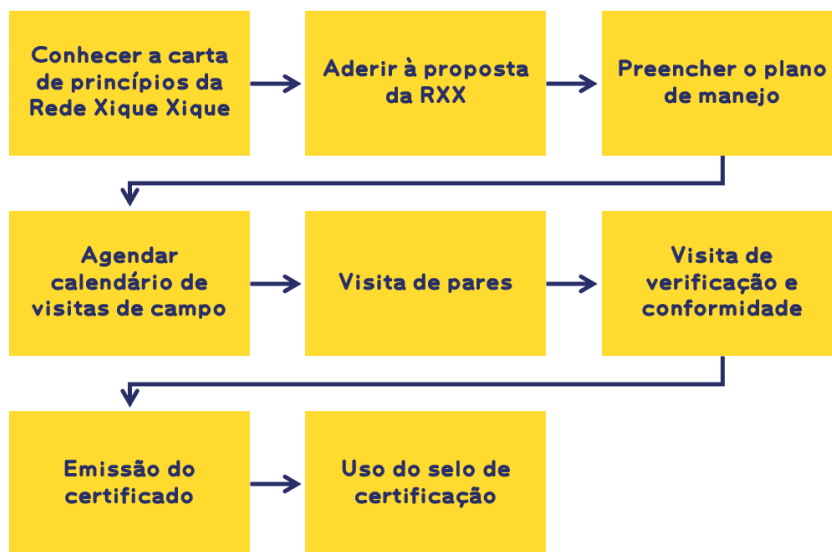 Conhecer a carta
de princípios da
Rede Xique Xique
Aderir à proposta
da RXX
Preencher o plano
de manejo
Agendar
calendário de
visitas de campo
Visita de pares
Visita de
verificação e
conformidade
Emissão do
certificado
Uso do selo de
certificação